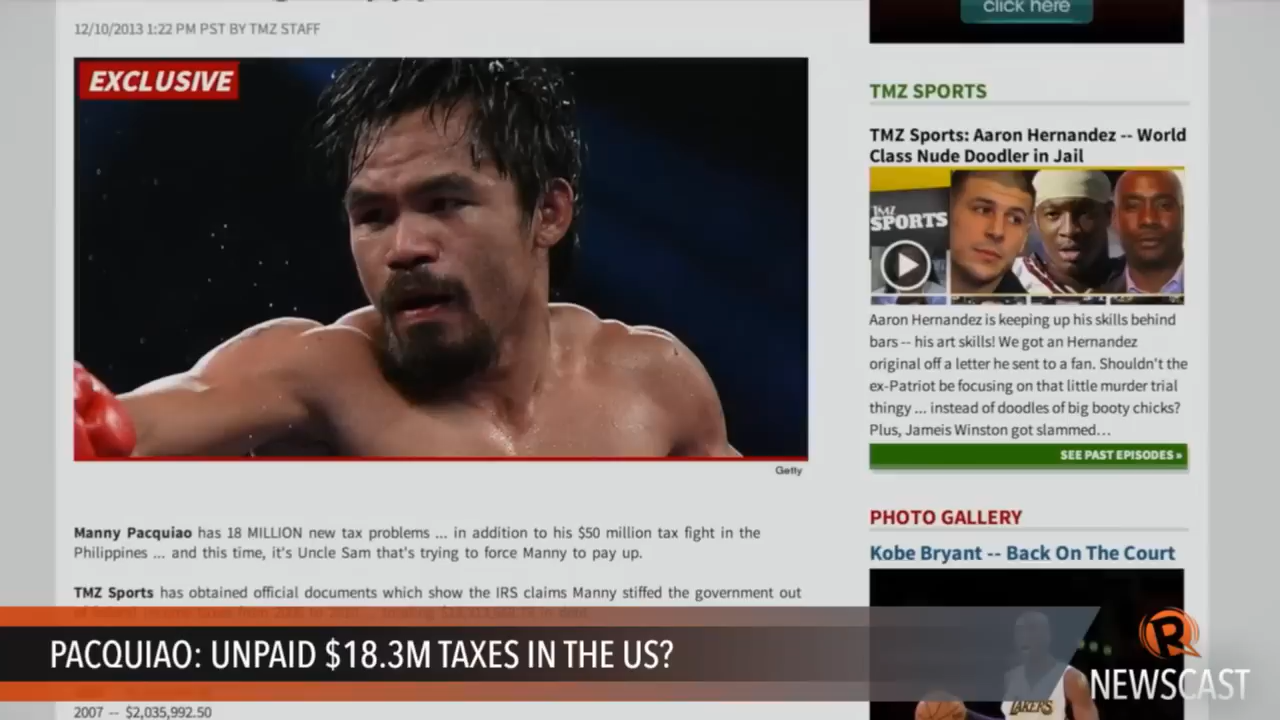 12/10/2013 1:22 PM PST BY TMZ STAFF
EXCLUSIVE
Getty
Manny Pacquiao has 18 MILLION new tax problems ... in addition to his $50 million tax fight in the
Philippines ... and this time, it's Uncle Sam that's trying to force Manny to pay up.
TMZ Sports has obtained official documents which show the IRS claims Manny stiffed the government out
2007 -- $2,035,992.50
click here
TMZ SPORTS
TMZ Sports: Aaron Hernandez -- World
Class Nude Doodler in Jail
TMZ
SPORTS
Aaron Hernandez is keeping up his skills behind
bars -- his art skills! We got an Hernandez
original off a letter he sent to a fan. Shouldn't the
ex-Patriot be focusing on that little murder trial
thingy ... instead of doodles of big booty chicks?
Plus, Jameis Winston got slammed...
SEE PAST EPISODES »
PHOTO GALLERY
Kobe Bryant -- Back On The Court
LAKERS
PACQUIAO: UNPAID $18.3M TAXES IN THE US?
R
NEWSCAST